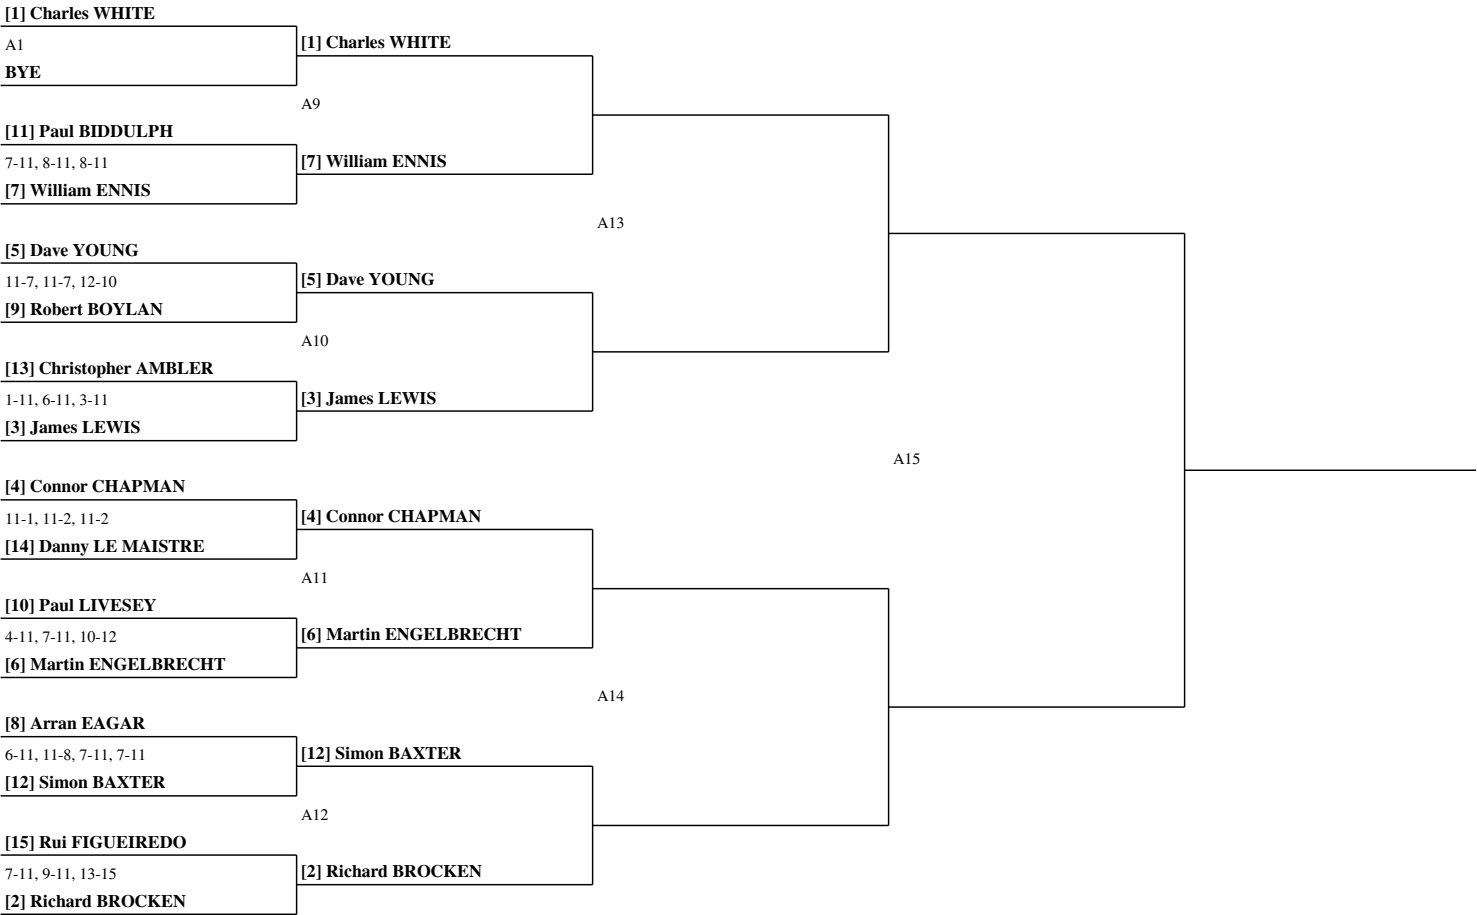 [1] Charles WHITE
A1
BYE
[11] Paul BIDDULPH
7-11, 8-11, 8-11
[7] William ENNIS
[5] Dave YOUNG
11-7, 11-7, 12-10
[9] Robert BOYLAN
[13] Christopher AMBLER
1-11, 6-11, 3-11
[3] James LEWIS
[4] Connor CHAPMAN
11-1, 11-2, 11-2
[14] Danny LE MAISTRE
[10] Paul LIVESEY
4-11, 7-11, 10-12
[6] Martin ENGELBRECHT
[8] Arran EAGAR
6-11, 11-8, 7-11, 7-11
[12] Simon BAXTER
[15] Rui FIGUEIREDO
7-11, 9-11, 13-15
[2] Richard BROCKEN
[1] Charles WHITE
A9
[7] William ENNIS
[5] Dave YOUNG
A10
[3] James LEWIS
[4] Connor CHAPMAN
A11
[6] Martin ENGELBRECHT
[12] Simon BAXTER
A12
[2] Richard BROCKEN
A13
A14
A15